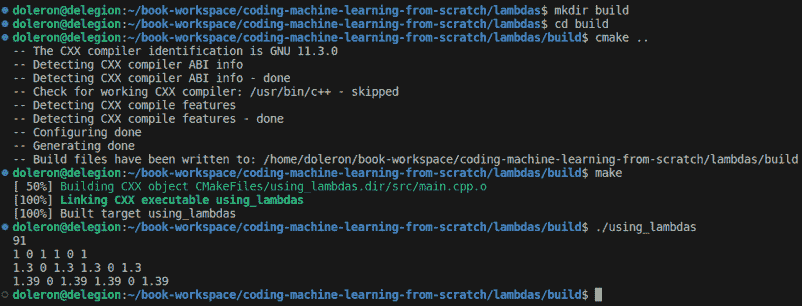 doleron@delegion:~/book-workspace/coding-machine-learning-from-scratch/lambdas$ mkdir build
doleron@delegion:~/book-workspace/coding-machine-learning-from-scratch/lambdas$ cd build
doleron@delegion:~/book-workspace/coding-machine-learning-from-scratch/lambdas/build$ cmake ..
-- The CXX compiler identification is GNU 11.3.0
-- Detecting CXX compiler ABI info
-- Detecting CXX compiler ABI info - done
-- Check for working CXX compiler: /usr/bin/c++ - skipped
-- Detecting CXX compile features
-- Detecting CXX compile features - done
-- Configuring done
-- Generating done
-- Build files have been written to: /home/doleron/book-workspace/coding-machine-learning-from-scratch/lambdas/build
doleron@delegion:~/book-workspace/coding-machine-learning-from-scratch/lambdas/build$ make
[ 50%] Building CXX object CMakeFiles/using_lambdas.dir/src/main.cpp.o
[100%] Linking CXX executable using_lambdas
[100%] Built target using_lambdas
doleron@delegion:~/book-workspace/coding-machine-learning-from-scratch/lambdas/build$ ./using_lambdas
91
1 0 1 1 0 1
1.3 0 1.3 1.3 0 1.3
1.39 0 1.39 1.39 0 1.39
doleron@delegion:~/book-workspace/coding-machine-learning-from-scratch/lambdas/build$